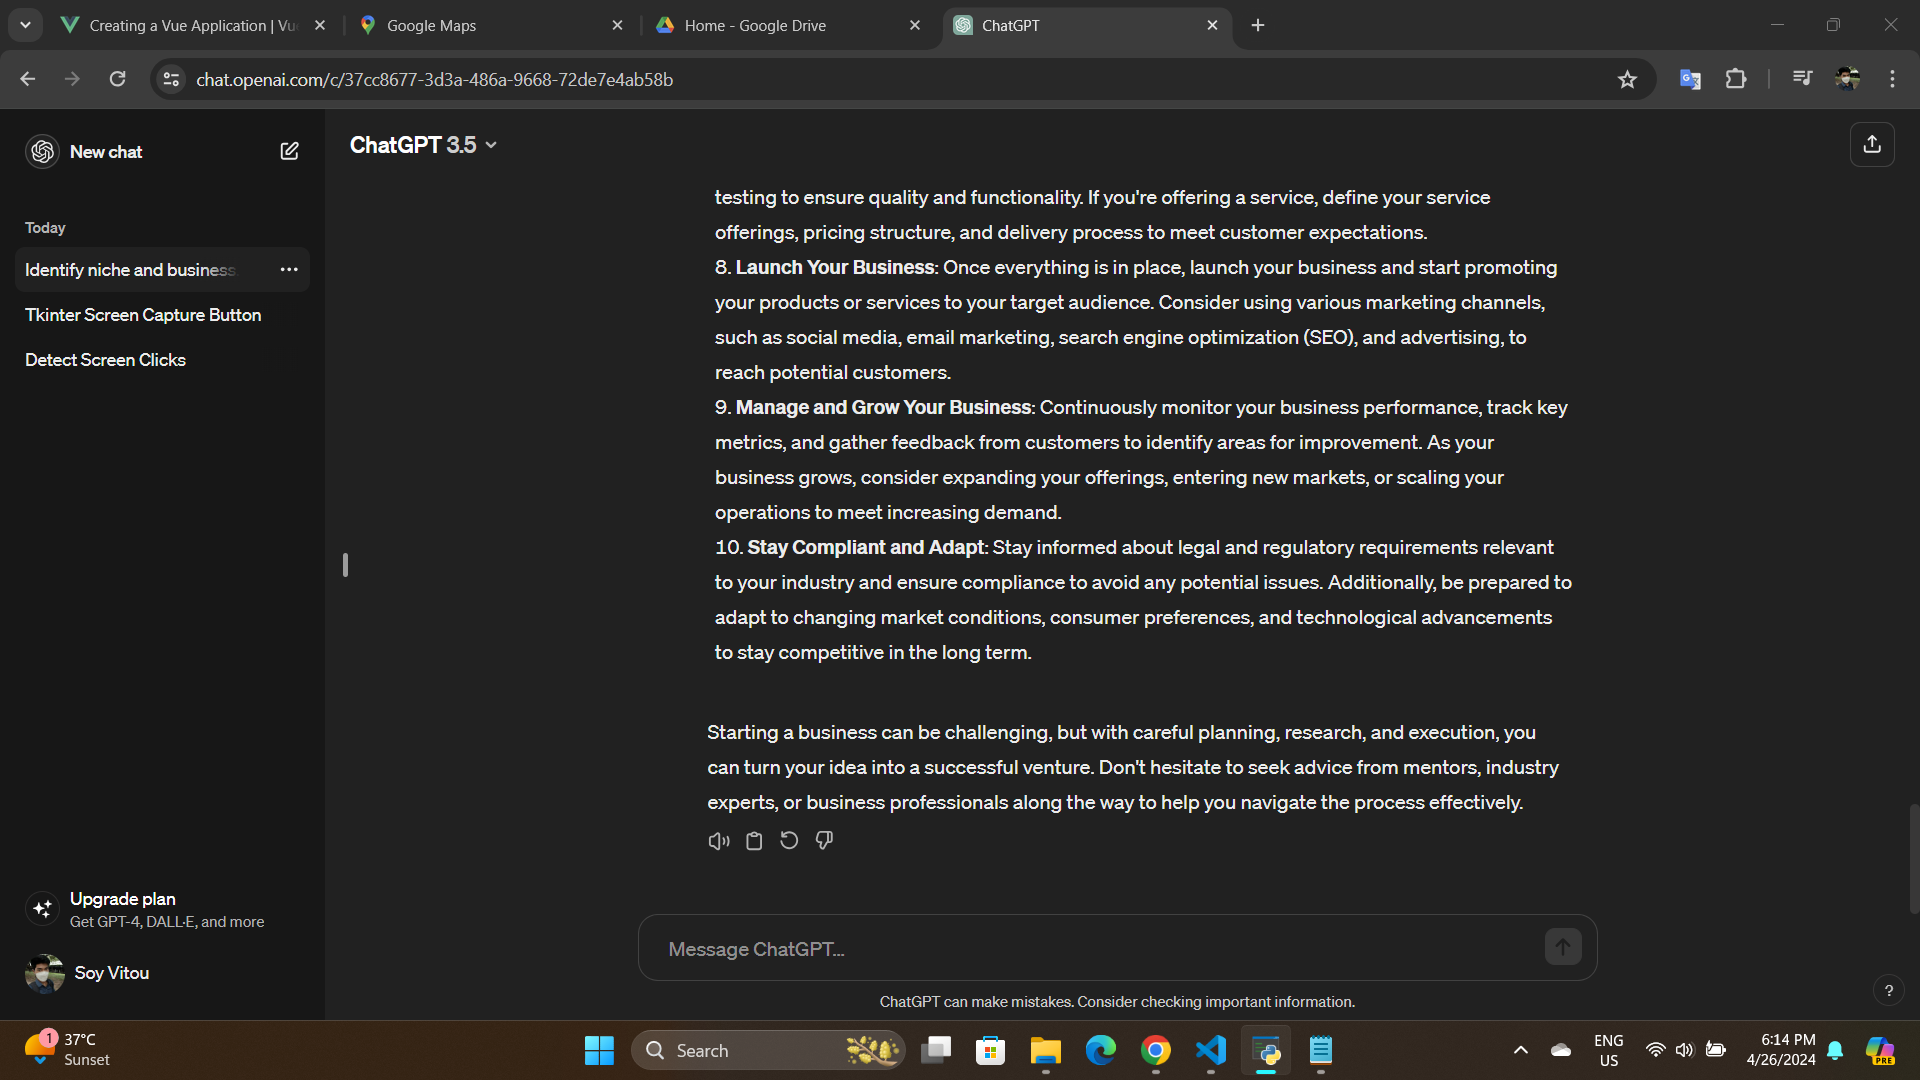 Creating a Vue Application | Vu
Google Maps
Home - Google Drive
ChatGPT
chat.openai.com/c/37cc8677-3d3a-486a-9668-72de7e4ab58b
New chat
Today
Identify niche and business
Tkinter Screen Capture Button
Detect Screen Clicks
Upgrade plan
Get GPT-4, DALL·E, and more
Soy Vitou
ChatGPT 3.5
testing to ensure quality and functionality. If you're offering a service, define your service
offerings, pricing structure, and delivery process to meet customer expectations.
8. Launch Your Business: Once everything is in place, launch your business and start promoting
your products or services to your target audience. Consider using various marketing channels,
such as social media, email marketing, search engine optimization (SEO), and advertising, to
reach potential customers.
9. Manage and Grow Your Business: Continuously monitor your business performance, track key
metrics, and gather feedback from customers to identify areas for improvement. As your
business grows, consider expanding your offerings, entering new markets, or scaling your
operations to meet increasing demand.
10. Stay Compliant and Adapt: Stay informed about legal and regulatory requirements relevant
to your industry and ensure compliance to avoid any potential issues. Additionally, be prepared to
adapt to changing market conditions, consumer preferences, and technological advancements
to stay competitive in the long term.
Starting a business can be challenging, but with careful planning, research, and execution, you
can turn your idea into a successful venture. Don't hesitate to seek advice from mentors, industry
experts, or business professionals along the way to help you navigate the process effectively.
Message ChatGPT...
ChatGPT can make mistakes. Consider checking important information.
?
1
37°C
Sunset
Search
ENG
US
6:14 PM
4/26/2024
PRE